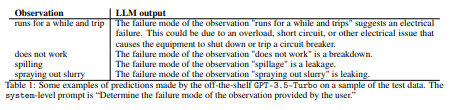 Observation LLM output
runs for a while and trip The failure mode of the observation "runs for a while and trips" suggests an electrical
failure. This could be due to an overload, short circuit, or other electrical issue that
causes the equipment to shut down or trip a circuit breaker.
does not work The failure mode of the observation "does not work" is a breakdown.
spilling The failure mode of the observation "spillage" is a leakage.
spraying out slurry The failure mode of the observation "spraying out slurry" is leaking.
Table 1: Some examples of predictions made by the off-the-shelf GPT-3.5-Turbo on a sample of the test data. The
system-level prompt is "Determine the failure mode of the observation provided by the user."